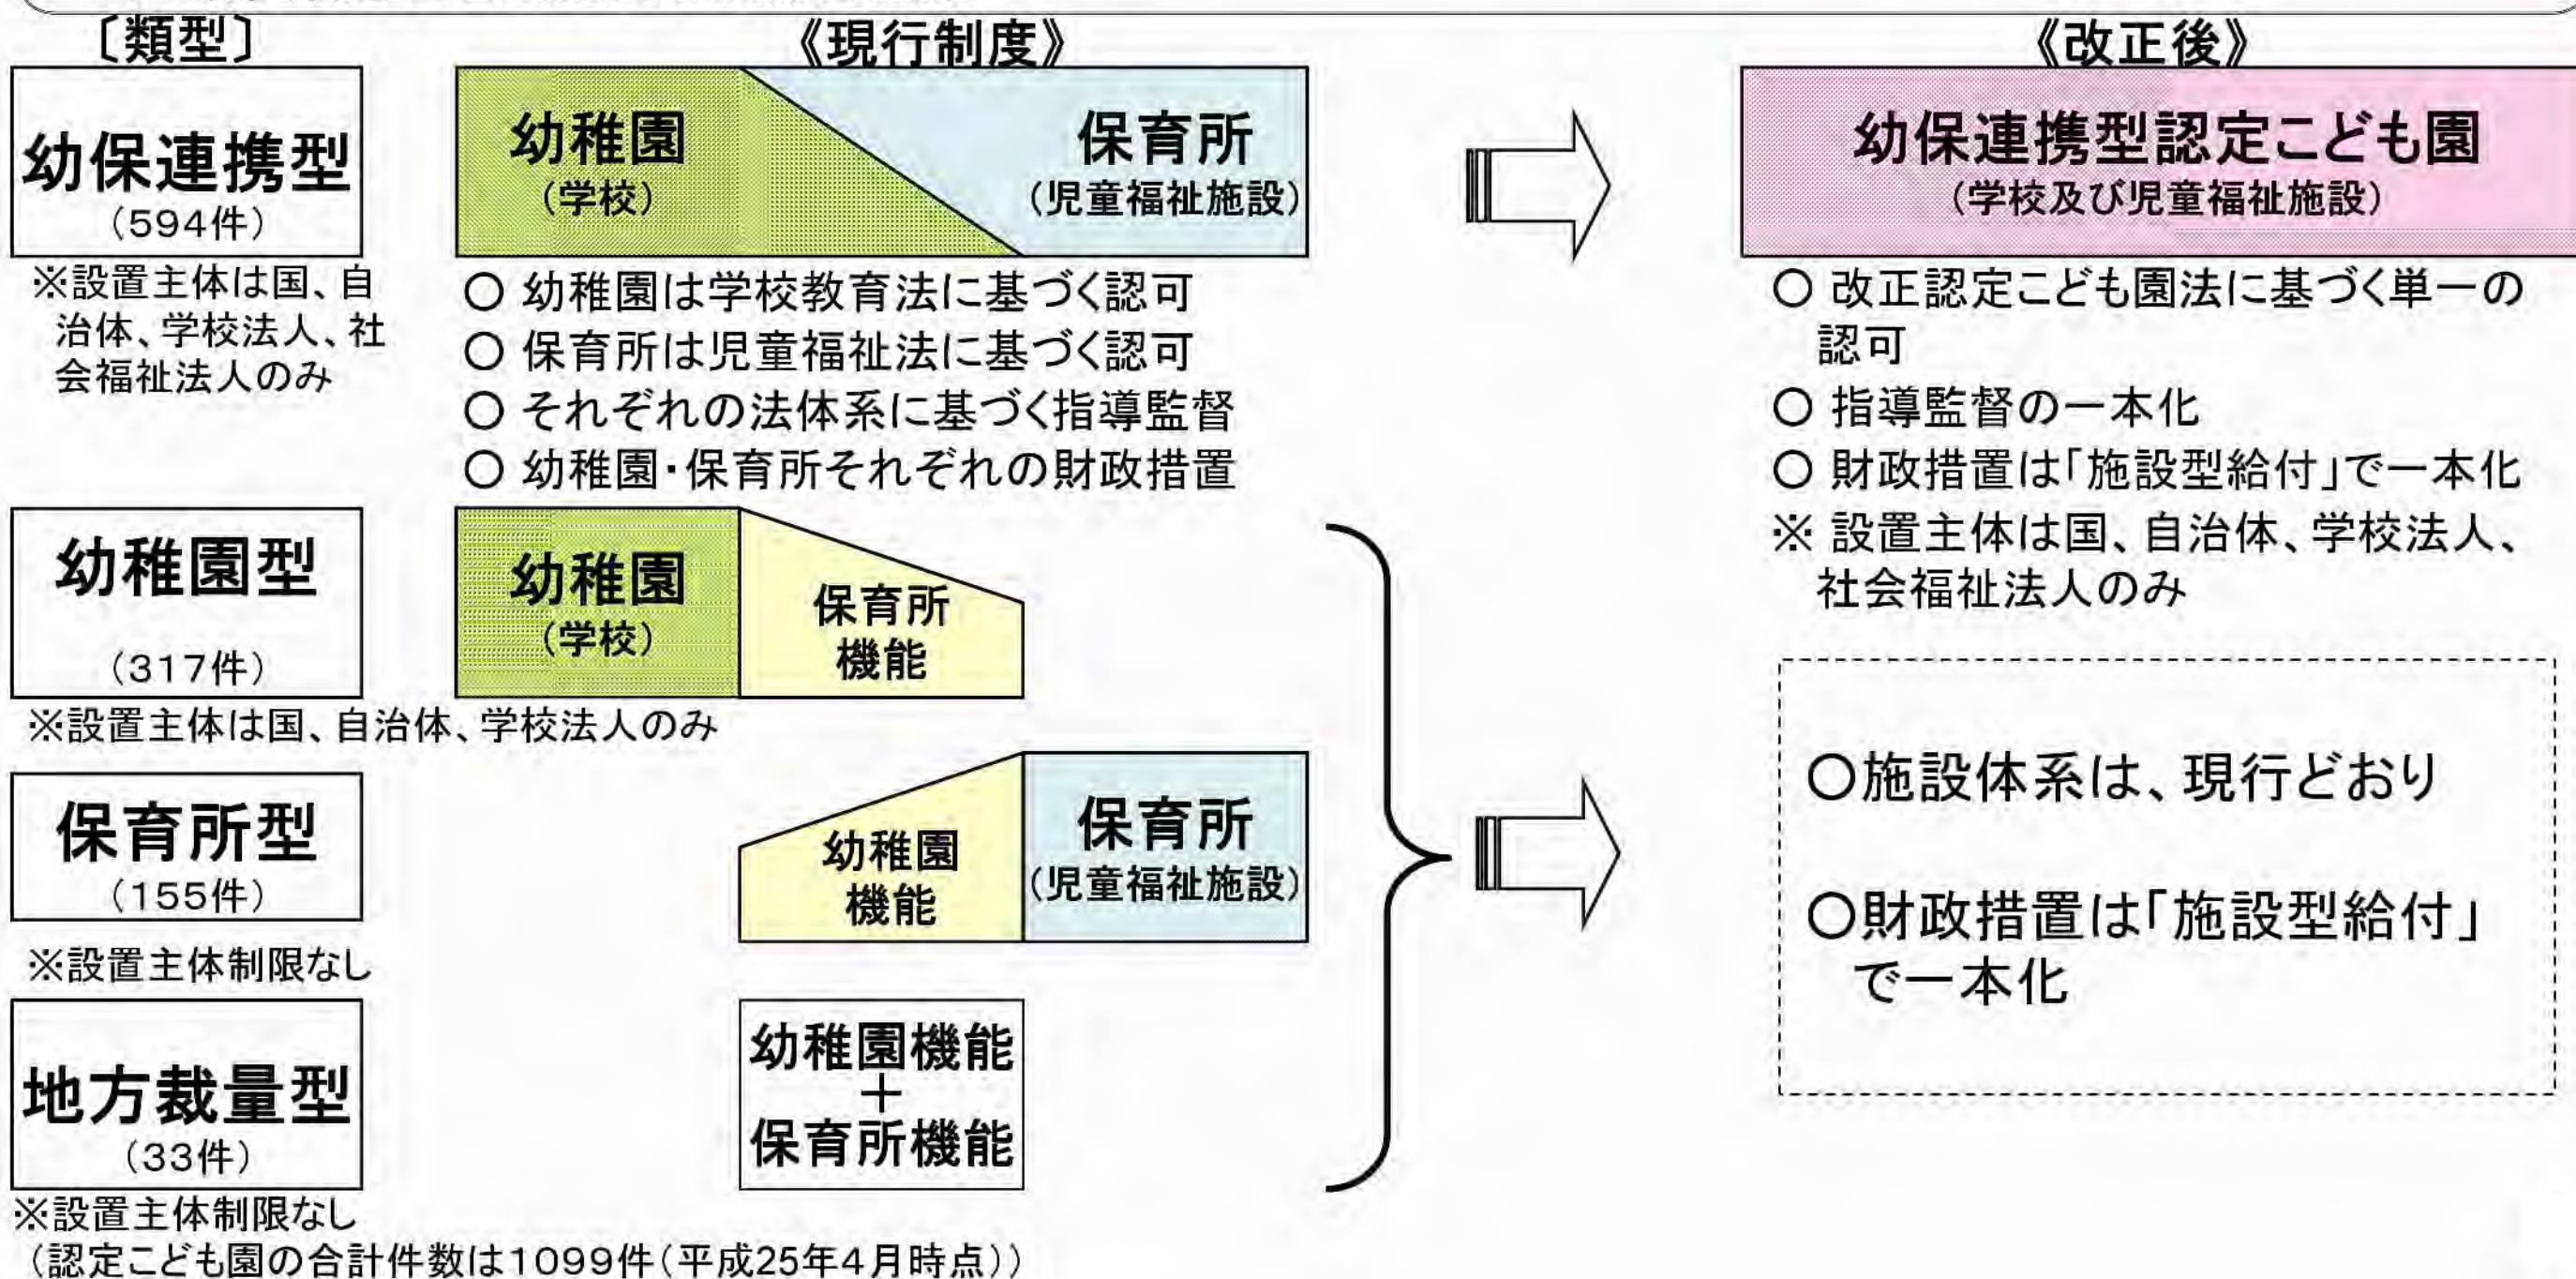 〔類型〕
《現行制度》
《改正後》
幼保連携型
(594件)
※設置主体は国、自
治体、学校法人、社
会福祉法人のみ
幼稚園
(学校)
保育所
(児童福祉施設)
○ 幼稚園は学校教育法に基づく認可
○ 保育所は児童福祉法に基づく認可
○ それぞれの法体系に基づく指導監督
○ 幼稚園・保育所それぞれの財政措置
幼保連携型認定こども園
(学校及び児童福祉施設)
○ 改正認定こども園法に基づく単一の
認可
○ 指導監督の一本化
○ 財政措置は「施設型給付」で一本化
※ 設置主体は国、自治体、学校法人、
社会福祉法人のみ
幼稚園型
(317件)
※設置主体は国、自治体、学校法人のみ
幼稚園
(学校)
保育所
機能
保育所型
(155件)
※設置主体制限なし
幼稚園
機能
保育所
(児童福祉施設)
地方裁量型
(33件)
※設置主体制限なし
幼稚園機能
+
保育所機能
○施設体系は、現行どおり
○財政措置は「施設型給付」
で一本化
(認定こども園の合計件数は1099件(平成25年4月時点))